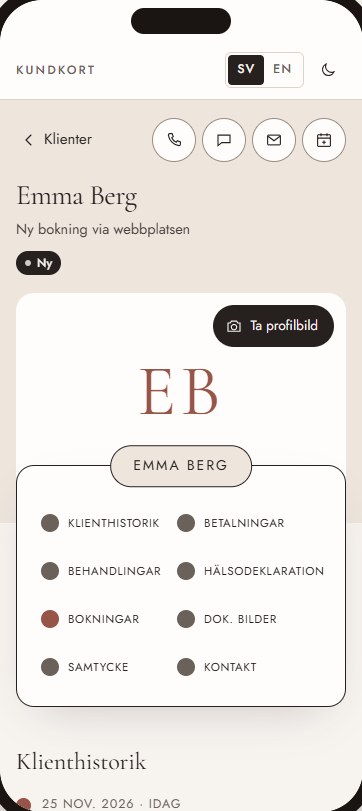 KUNDKORT
SV EN
Klienter
Emma Berg
Ny bokning via webbplatsen
Ny
Ta profilbild
EB
EMMA BERG
KLIENTHISTORIK BETALNINGAR
BEHANDLINGAR HÄLSODEKLARATION
BOKNINGAR DOK. BILDER
SAMTYCKE KONTAKT
Klienthistorik
25 NOV. 2026 · IDAG